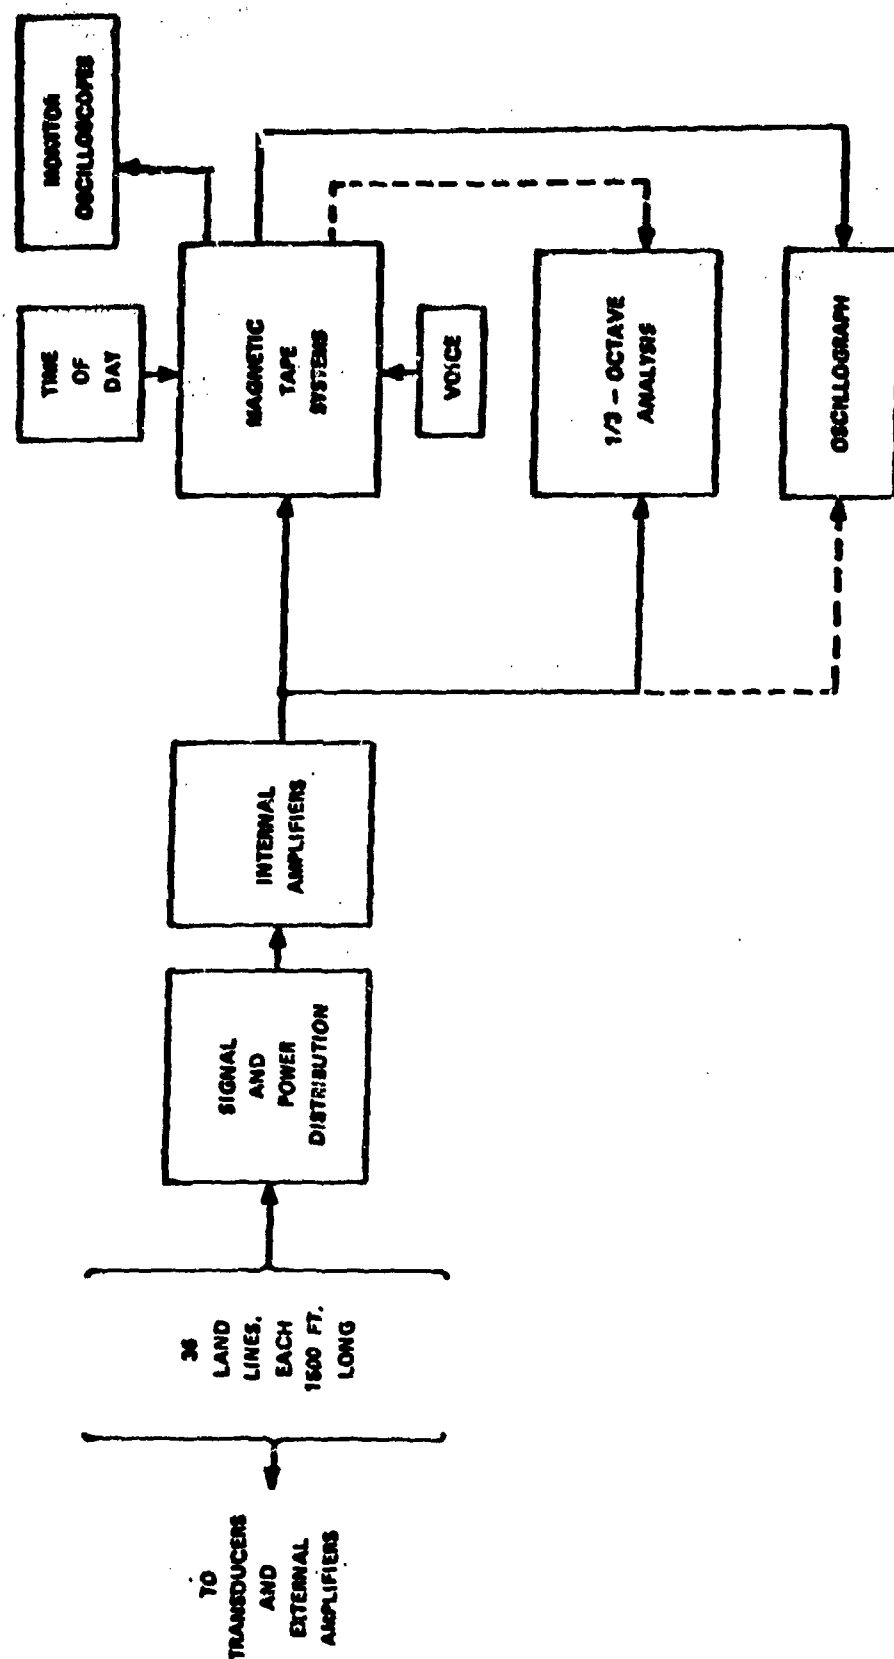 TO
TRANSDUCERS
AND
EXTERNAL
AMPLIFIERS
36
LAND
LINES.
EACH
1500 FT.
LONG
SIGNAL
AND
POWER
DISTRIBUTION
INTERNAL
AMPLIFIERS
TIME
OF
DAY
MAGNETIC
TAPE
SYSTEMS
VOICE
MONITOR
OSCILLOSCOPES
1/3 - OCTAVE
ANALYSIS
OSCILLOGRAPH